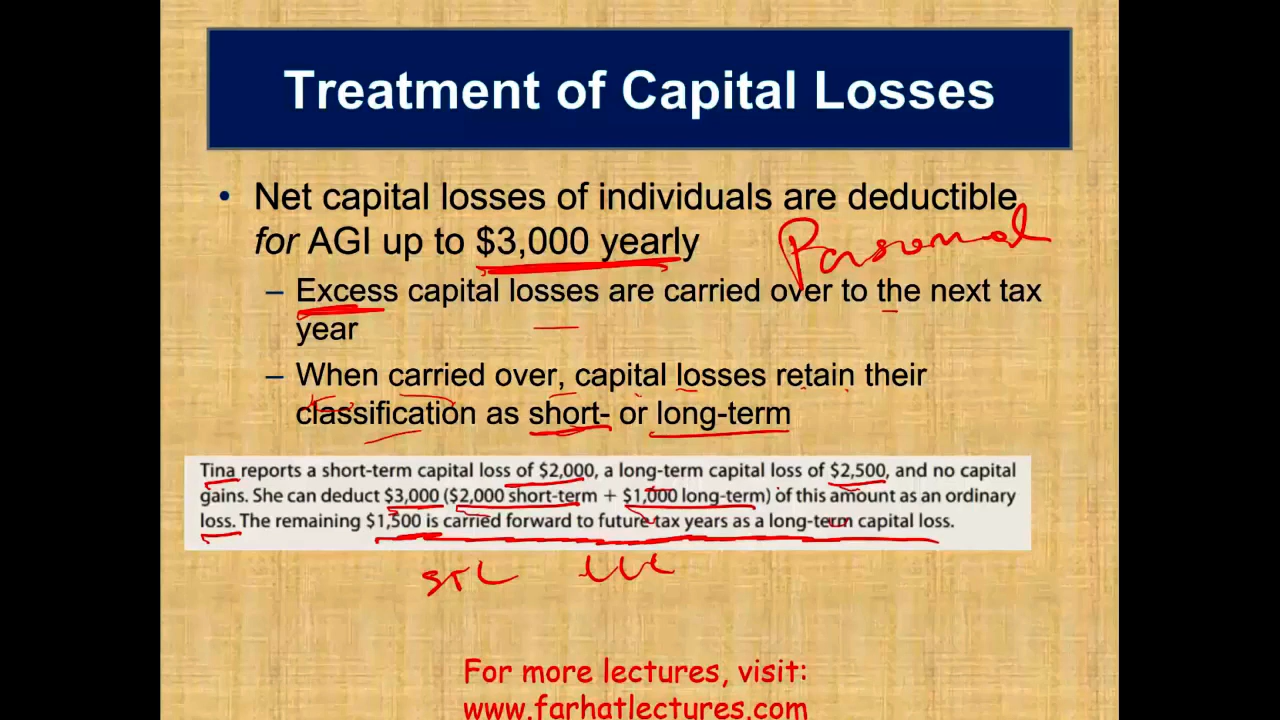 Treatment of Capital Losses
• Net capital losses of individuals are deductible
for AGI up to $3,000 yearly
Personal
– Excess capital losses are carried over to the next tax
year
– When carried over, capital losses retain their
classification as short- or long-term
Tina reports a short-term capital loss of $2,000, a long-term capital loss of $2,500, and no capital
gains. She can deduct $3,000 ($2,000 short-term + $1,000 long-term) of this amount as an ordinary
loss. The remaining $1,500 is carried forward to future tax years as a long-term capital loss.
STL
For more lectures, visit:
www.farhatlectures.com